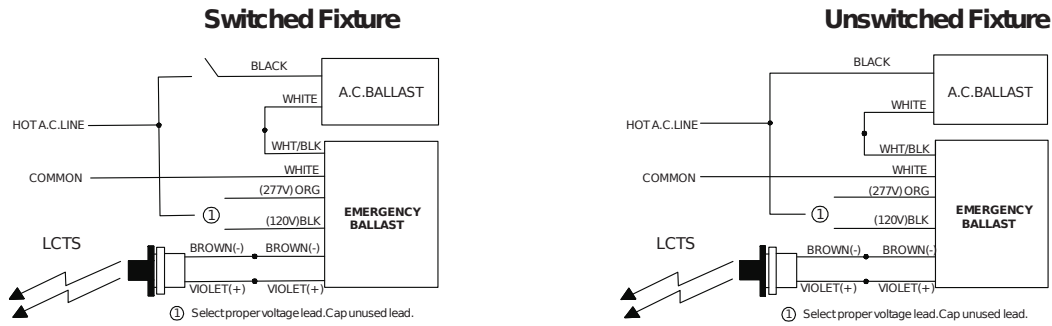 Switched Fixture
BLACK
A.C.BALLAST
WHITE
HOT A.C. LINE
WHT/BLK
WHITE
COMMON
(277V) ORG
①
EMERGENCY
BALLAST
(120V)BLK
LCTS
BROWN(-) BROWN(-)
VIOLET(+) VIOLET(+)
① Select proper voltage lead. Cap unused lead.
Unswitched Fixture
BLACK
A.C.BALLAST
WHITE
HOT A.C. LINE
WHT/BLK
WHITE
COMMON
(277V) ORG
①
EMERGENCY
BALLAST
(120V)BLK
LCTS
BROWN(-) BROWN(-)
VIOLET(+) VIOLET(+)
① Select proper voltage lead. Cap unused lead.